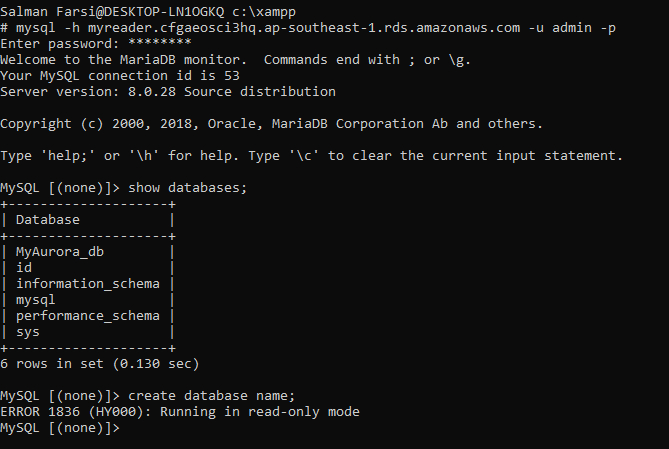 Salman Farsi@DESKTOP-LN1OGKQ c:\xampp
# mysql -h myreader.cfgaeosci3hq.ap-southeast-1.rds.amazonaws.com -u admin -p
Enter password: ********
Welcome to the MariaDB monitor.  Commands end with ; or \g.
Your MySQL connection id is 53
Server version: 8.0.28 Source distribution

Copyright (c) 2000, 2018, Oracle, MariaDB Corporation Ab and others.

Type 'help;' or '\h' for help. Type '\c' to clear the current input statement.

MySQL [(none)]> show databases;
+--------------------+
| Database           |
+--------------------+
| MyAurora_db        |
| id                 |
| information_schema |
| mysql              |
| performance_schema |
| sys                |
+--------------------+
6 rows in set (0.130 sec)

MySQL [(none)]> create database name;
ERROR 1836 (HY000): Running in read-only mode
MySQL [(none)]>